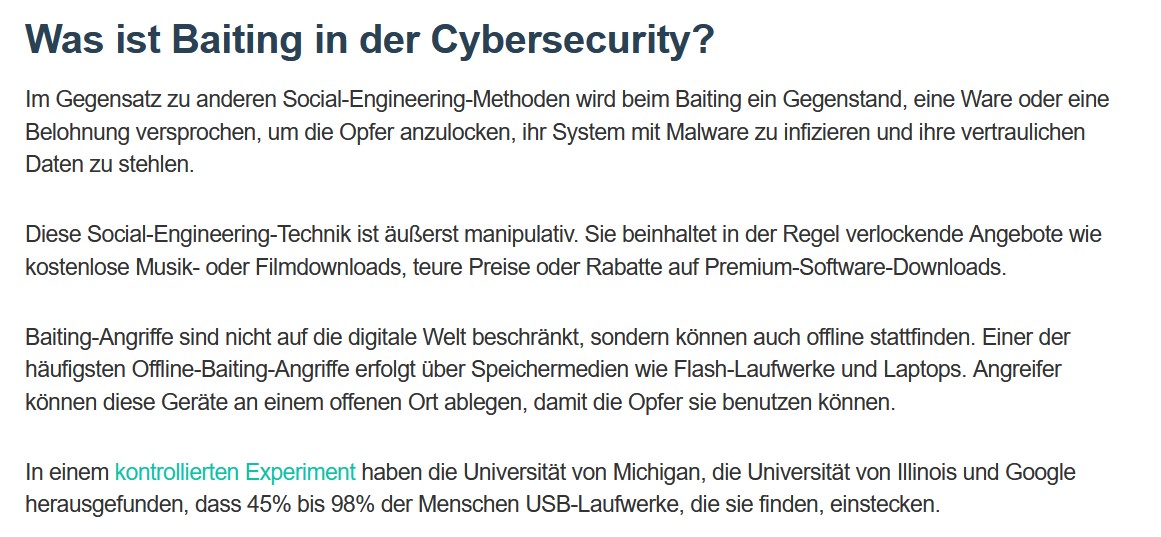 Was ist Baiting in der Cybersecurity?
Im Gegensatz zu anderen Social-Engineering-Methoden wird beim Baiting ein Gegenstand, eine Ware oder eine
Belohnung versprochen, um die Opfer anzulocken, ihr System mit Malware zu infizieren und ihre vertraulichen
Daten zu stehlen.
Diese Social-Engineering-Technik ist äußerst manipulativ. Sie beinhaltet in der Regel verlockende Angebote wie
kostenlose Musik- oder Filmdownloads, teure Preise oder Rabatte auf Premium-Software-Downloads.
Baiting-Angriffe sind nicht auf die digitale Welt beschränkt, sondern können auch offline stattfinden. Einer der
häufigsten Offline-Baiting-Angriffe erfolgt über Speichermedien wie Flash-Laufwerke und Laptops. Angreifer
können diese Geräte an einem offenen Ort ablegen, damit die Opfer sie benutzen können.
In einem kontrollierten Experiment haben die Universität von Michigan, die Universität von Illinois und Google
herausgefunden, dass 45% bis 98% der Menschen USB-Laufwerke, die sie finden, einstecken.